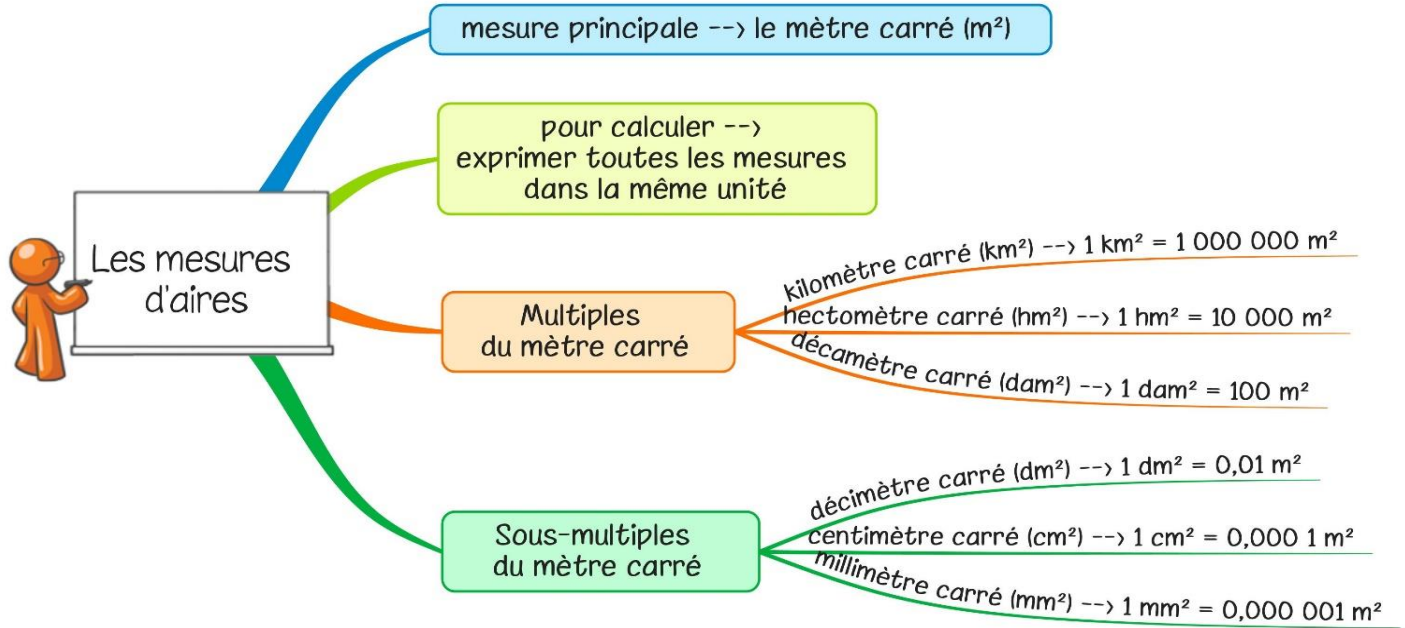 mesure principale --> le mètre carré (m²)
pour calculer -->
exprimer toutes les mesures
dans la même unité
Les mesures
d'aires
Multiples
du mètre carré
kilomètre carré (km²) --> 1 km² = 1 000 000 m²
hectomètre carré (hm²) --> 1 hm² = 10 000 m²
décamètre carré (dam²) --> 1 dam² = 100 m²
Sous-multiples
du mètre carré
décimètre carré (dm²) --> 1 dm² = 0,01 m²
centimètre carré (cm²) --> 1 cm² = 0,000 1 m²
millimètre carré (mm²) --> 1 mm² = 0,000 001 m²